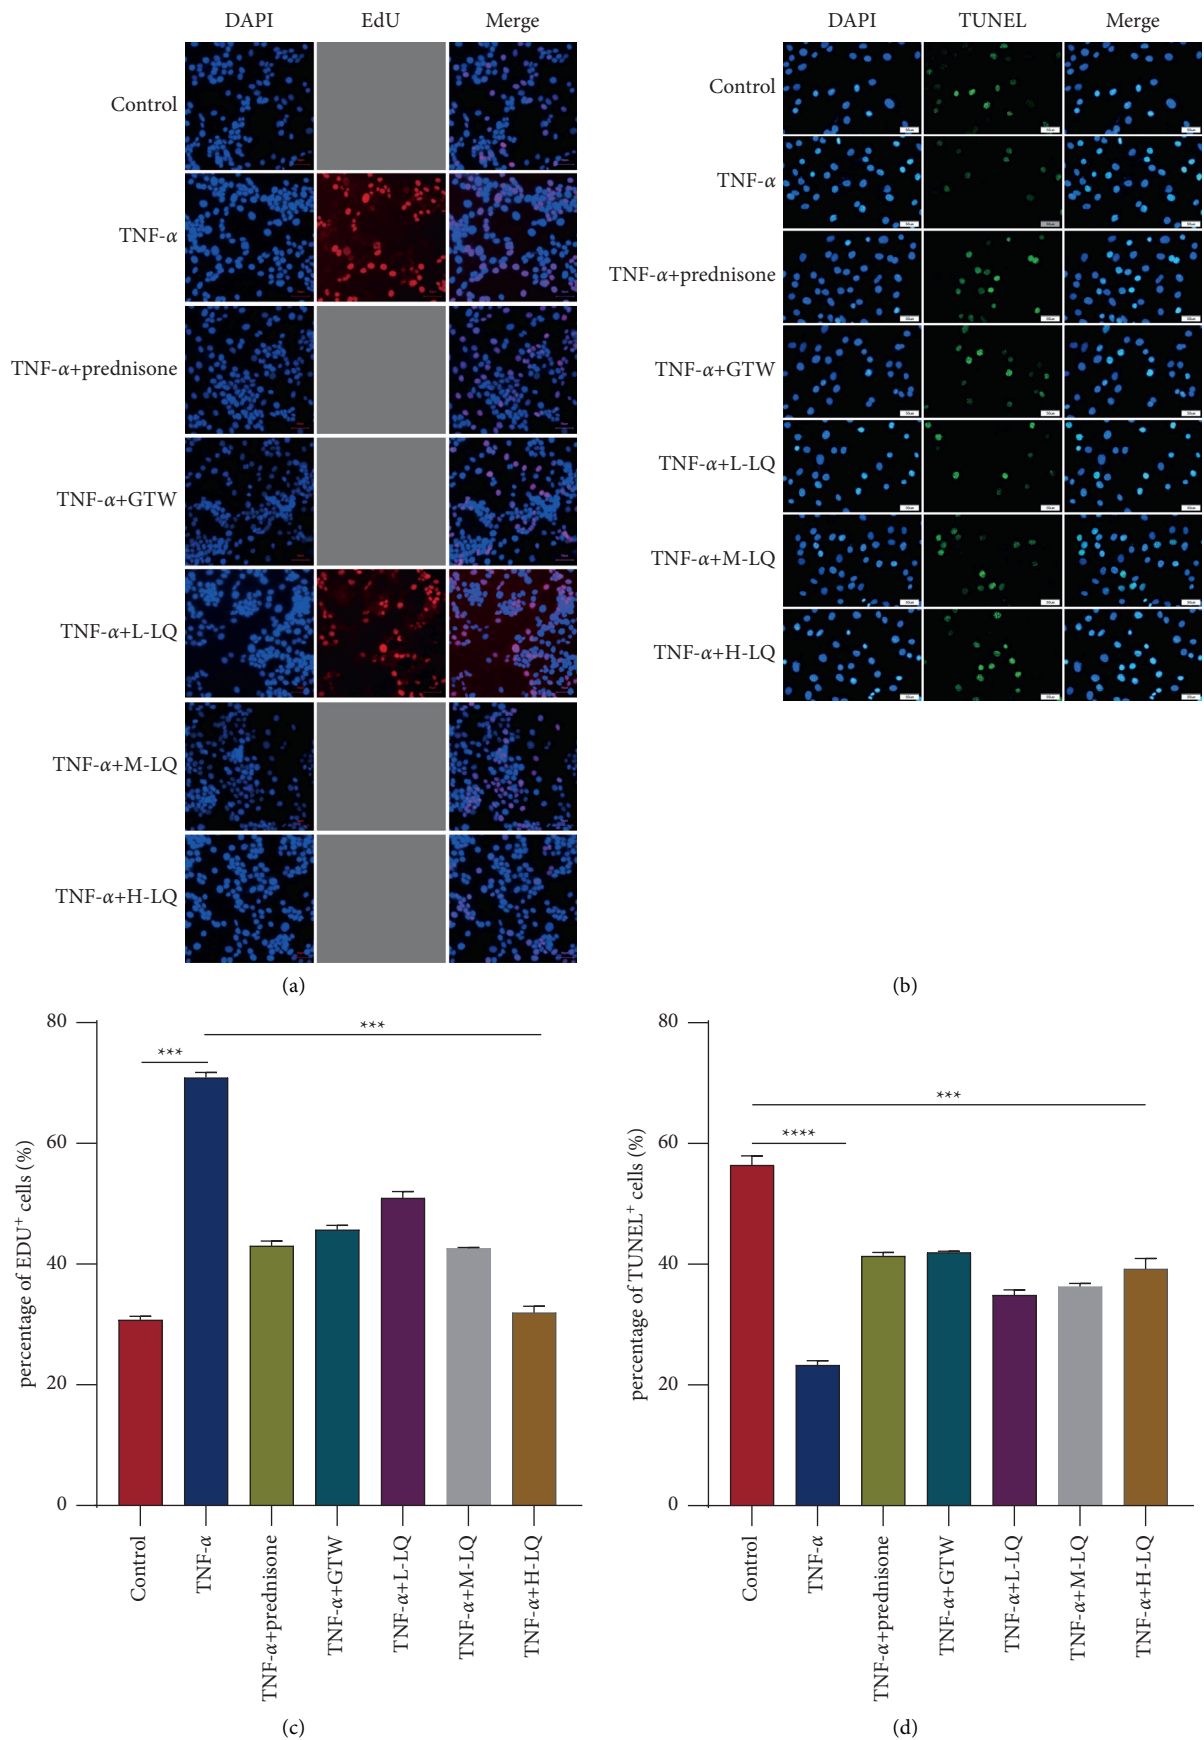 DAPI EdU Merge
Control
TNF-α
TNF-α+prednisone
TNF-α+GTW
TNF-α+L-LQ
TNF-α+M-LQ
TNF-α+H-LQ
(a)
DAPI TUNEL Merge
Control
TNF-α
TNF-α+prednisone
TNF-α+GTW
TNF-α+L-LQ
TNF-α+M-LQ
TNF-α+H-LQ
(b)
percentage of EDU+ cells (%)
80
60
40
20
0
***
***
Control
TNF-α
TNF-α+prednisone
TNF-α+GTW
TNF-α+L-LQ
TNF-α+M-LQ
TNF-α+H-LQ
(c)
percentage of TUNEL+ cells (%)
80
60
40
20
0
***
****
Control
TNF-α
TNF-α+prednisone
TNF-α+GTW
TNF-α+L-LQ
TNF-α+M-LQ
TNF-α+H-LQ
(d)